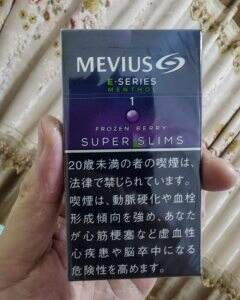 MEVIUS
E-SERIES
MENTHOL
1
FROZEN BERRY
SUPER SLIMS
20歳未満の者の喫煙は、
法律で禁じられています。
喫煙は、動脈硬化や血栓
形成傾向を強め、あなた
が心筋梗塞など虚血性
心疾患や脳卒中になる
危険性を高めます。